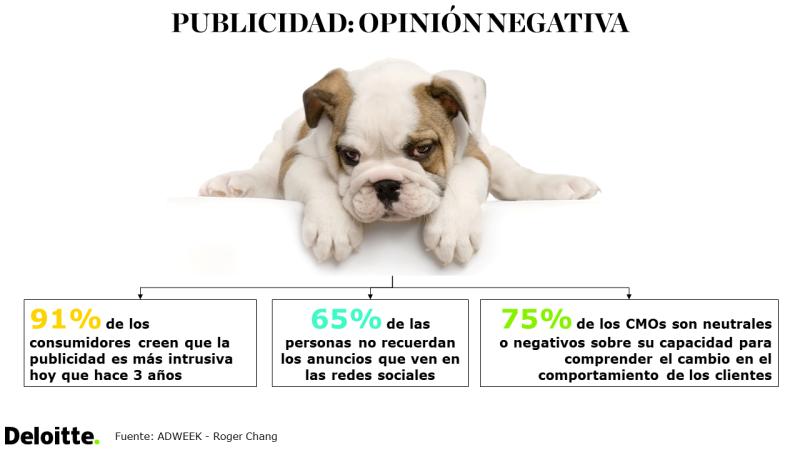 PUBLICIDAD: OPINIÓN NEGATIVA
91% de los
consumidores creen que la
publicidad es más intrusiva
hoy que hace 3 años
65% de las
personas no recuerdan
los anuncios que ven en
las redes sociales
75% de los CMOs son neutrales
o negativos sobre su capacidad para
comprender el cambio en el
comportamiento de los clientes
Deloitte.
Fuente: ADWEEK - Roger Chang